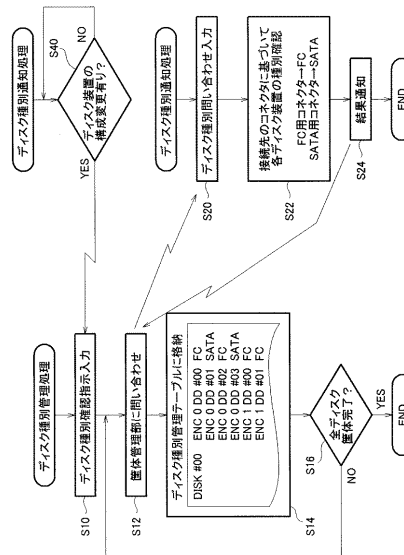 ディスク種別管理処理
S10
ディスク種別確認指示入力
S12
筐体管理部に問い合わせ
S14
ディスク種別管理テーブルに格納
DISK #00 ENC 0 DD #00 FC
ENC 0 DD #01 SATA
ENC 0 DD #02 FC
ENC 0 DD #03 SATA
ENC 1 DD #00 FC
ENC 1 DD #01 FC
S16
全ディスク
筐体完了?
NO
YES
END
ディスク種別通知処理
S40
ディスク装置の
構成変更有り?
NO
YES
ディスク種別通知処理
ディスク種別問い合わせ入力
S20
接続先のコネクタに基づいて
各ディスク装置の種別確認
FC用コネクタ→FC
SATA用コネクタ→SATA
S22
結果通知
S24
END